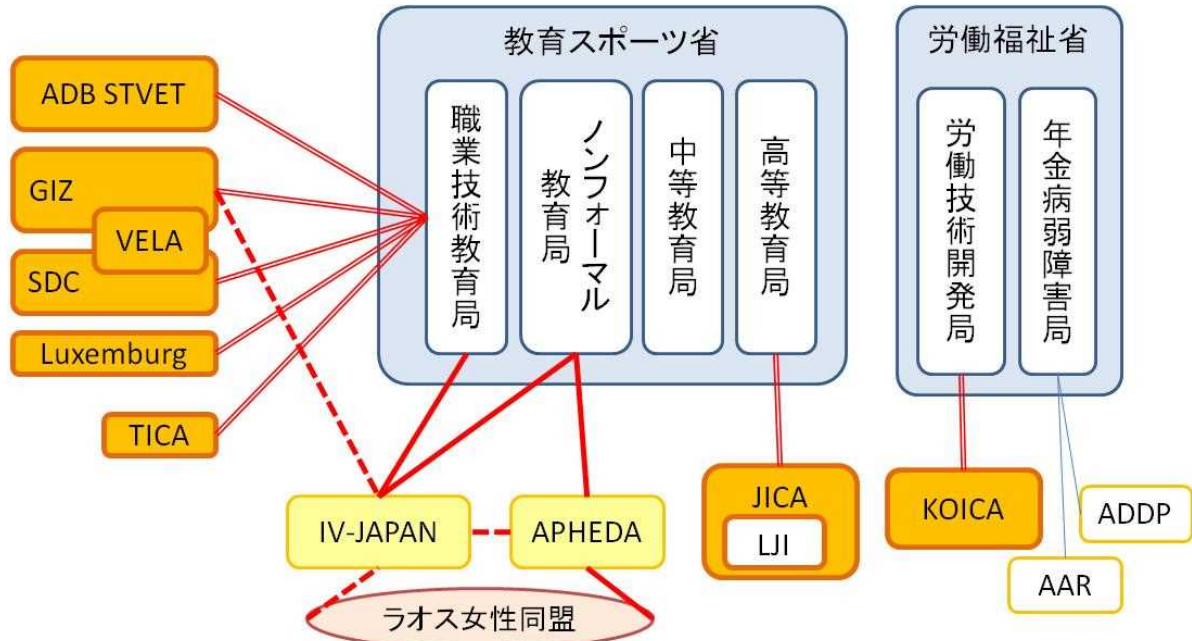 教育スポーツ省
労働福祉省
ADB STVET
GIZ
VELA
SDC
Luxemburg
TICA
職業技術教育局
ノンフォーマル
教育局
中等教育局
高等教育局
労働技術開発局
年金病弱障害局
IV-JAPAN
APHEDA
JICA
LJI
KOICA
ADDP
AAR
ラオス女性同盟